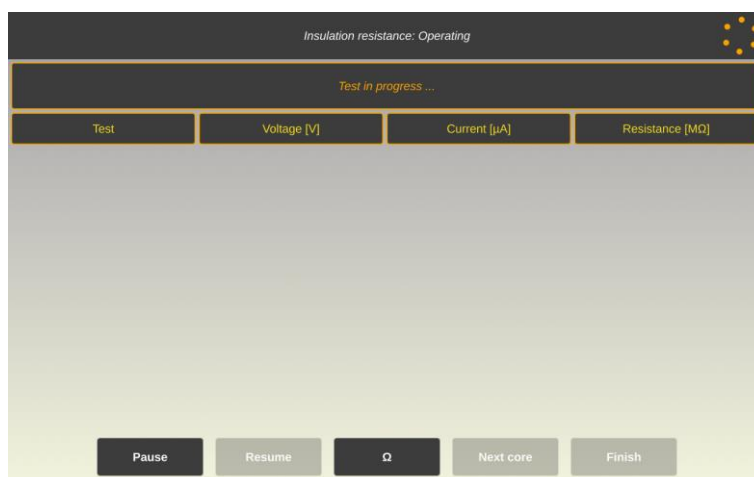 Insulation resistance: Operating
Test in progress ...
Test Voltage [V] Current [µA] Resistance [MΩ]
Pause Resume Ω Next core Finish